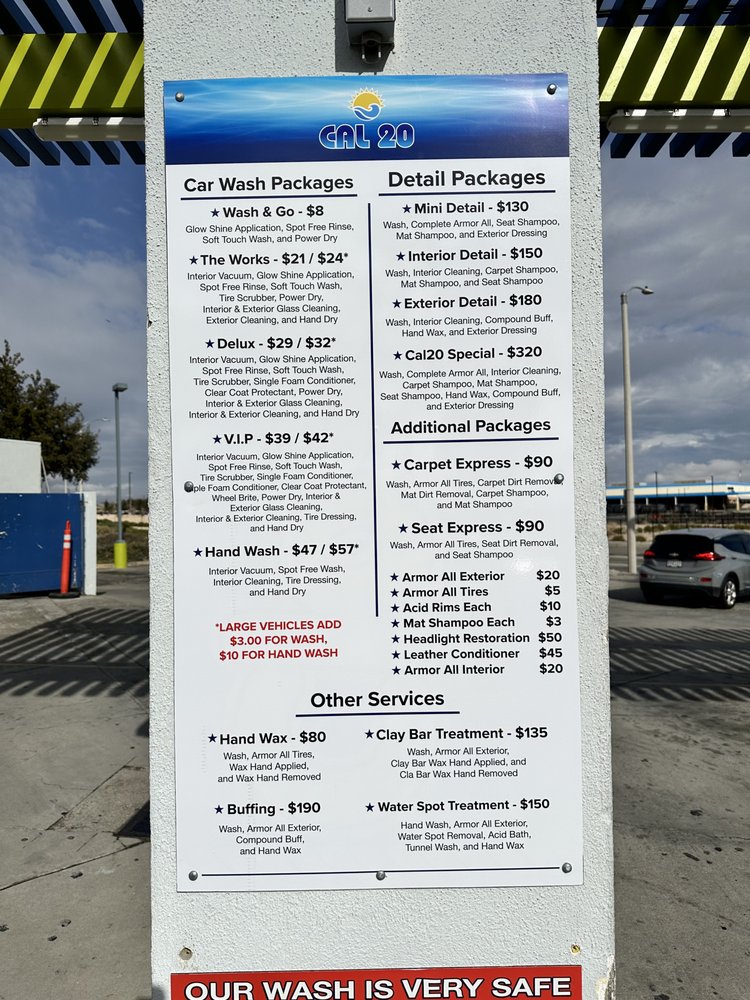 CAL 20
Car Wash Packages
★ Wash & Go - $8
Glow Shine Application, Spot Free Rinse,
Soft Touch Wash, and Power Dry
★ The Works - $21 / $24*
Interior Vacuum, Glow Shine Application,
Spot Free Rinse, Soft Touch Wash,
Tire Scrubber, Power Dry,
Interior & Exterior Glass Cleaning,
Exterior Cleaning, and Hand Dry
★ Delux - $29 / $32*
Interior Vacuum, Glow Shine Application,
Spot Free Rinse, Soft Touch Wash,
Tire Scrubber, Single Foam Conditioner,
Clear Coat Protectant, Power Dry,
Interior & Exterior Glass Cleaning,
Interior & Exterior Cleaning, and Hand Dry
★ V.I.P - $39 / $42*
Interior Vacuum, Glow Shine Application,
Spot Free Rinse, Soft Touch Wash,
Tire Scrubber, Single Foam Conditioner,
Foam Conditioner, Clear Coat Protectant,
Wheel Brite, Power Dry, Interior &
Exterior Glass Cleaning,
Interior & Exterior Cleaning, Tire Dressing,
and Hand Dry
★ Hand Wash - $47 / $57*
Interior Vacuum, Spot Free Wash,
Interior Cleaning, Tire Dressing,
and Hand Dry
*LARGE VEHICLES ADD
$3.00 FOR WASH,
$10 FOR HAND WASH
Detail Packages
★ Mini Detail - $130
Wash, Complete Armor All, Seat Shampoo,
Mat Shampoo, and Exterior Dressing
★ Interior Detail - $150
Wash, Interior Cleaning, Carpet Shampoo,
Mat Shampoo, and Seat Shampoo
★ Exterior Detail - $180
Wash, Interior Cleaning, Compound Buff,
Hand Wax, and Exterior Dressing
★ Cal20 Special - $320
Wash, Complete Armor All, Interior Cleaning,
Carpet Shampoo, Mat Shampoo,
Seat Shampoo, Hand Wax, Compound Buff,
and Exterior Dressing
Additional Packages
★ Carpet Express - $90
Wash, Armor All Tires, Carpet Dirt Removal,
Mat Dirt Removal, Carpet Shampoo,
and Mat Shampoo
★ Seat Express - $90
Wash, Armor All Tires, Seat Dirt Removal,
and Seat Shampoo
★ Armor All Exterior $20
★ Armor All Tires $5
★ Acid Rims Each $10
★ Mat Shampoo Each $3
★ Headlight Restoration $50
★ Leather Conditioner $45
★ Armor All Interior $20
Other Services
★ Hand Wax - $80
Wash, Armor All Tires,
Wax Hand Applied,
and Wax Hand Removed
★ Clay Bar Treatment - $135
Wash, Armor All Exterior,
Clay Bar Wax Hand Applied, and
Cla Bar Wax Hand Removed
★ Buffing - $190
Wash, Armor All Exterior,
Compound Buff,
and Hand Wax
★ Water Spot Treatment - $150
Hand Wash, Armor All Exterior,
Water Spot Removal, Acid Bath,
Tunnel Wash, and Hand Wax
OUR WASH IS VERY SAFE